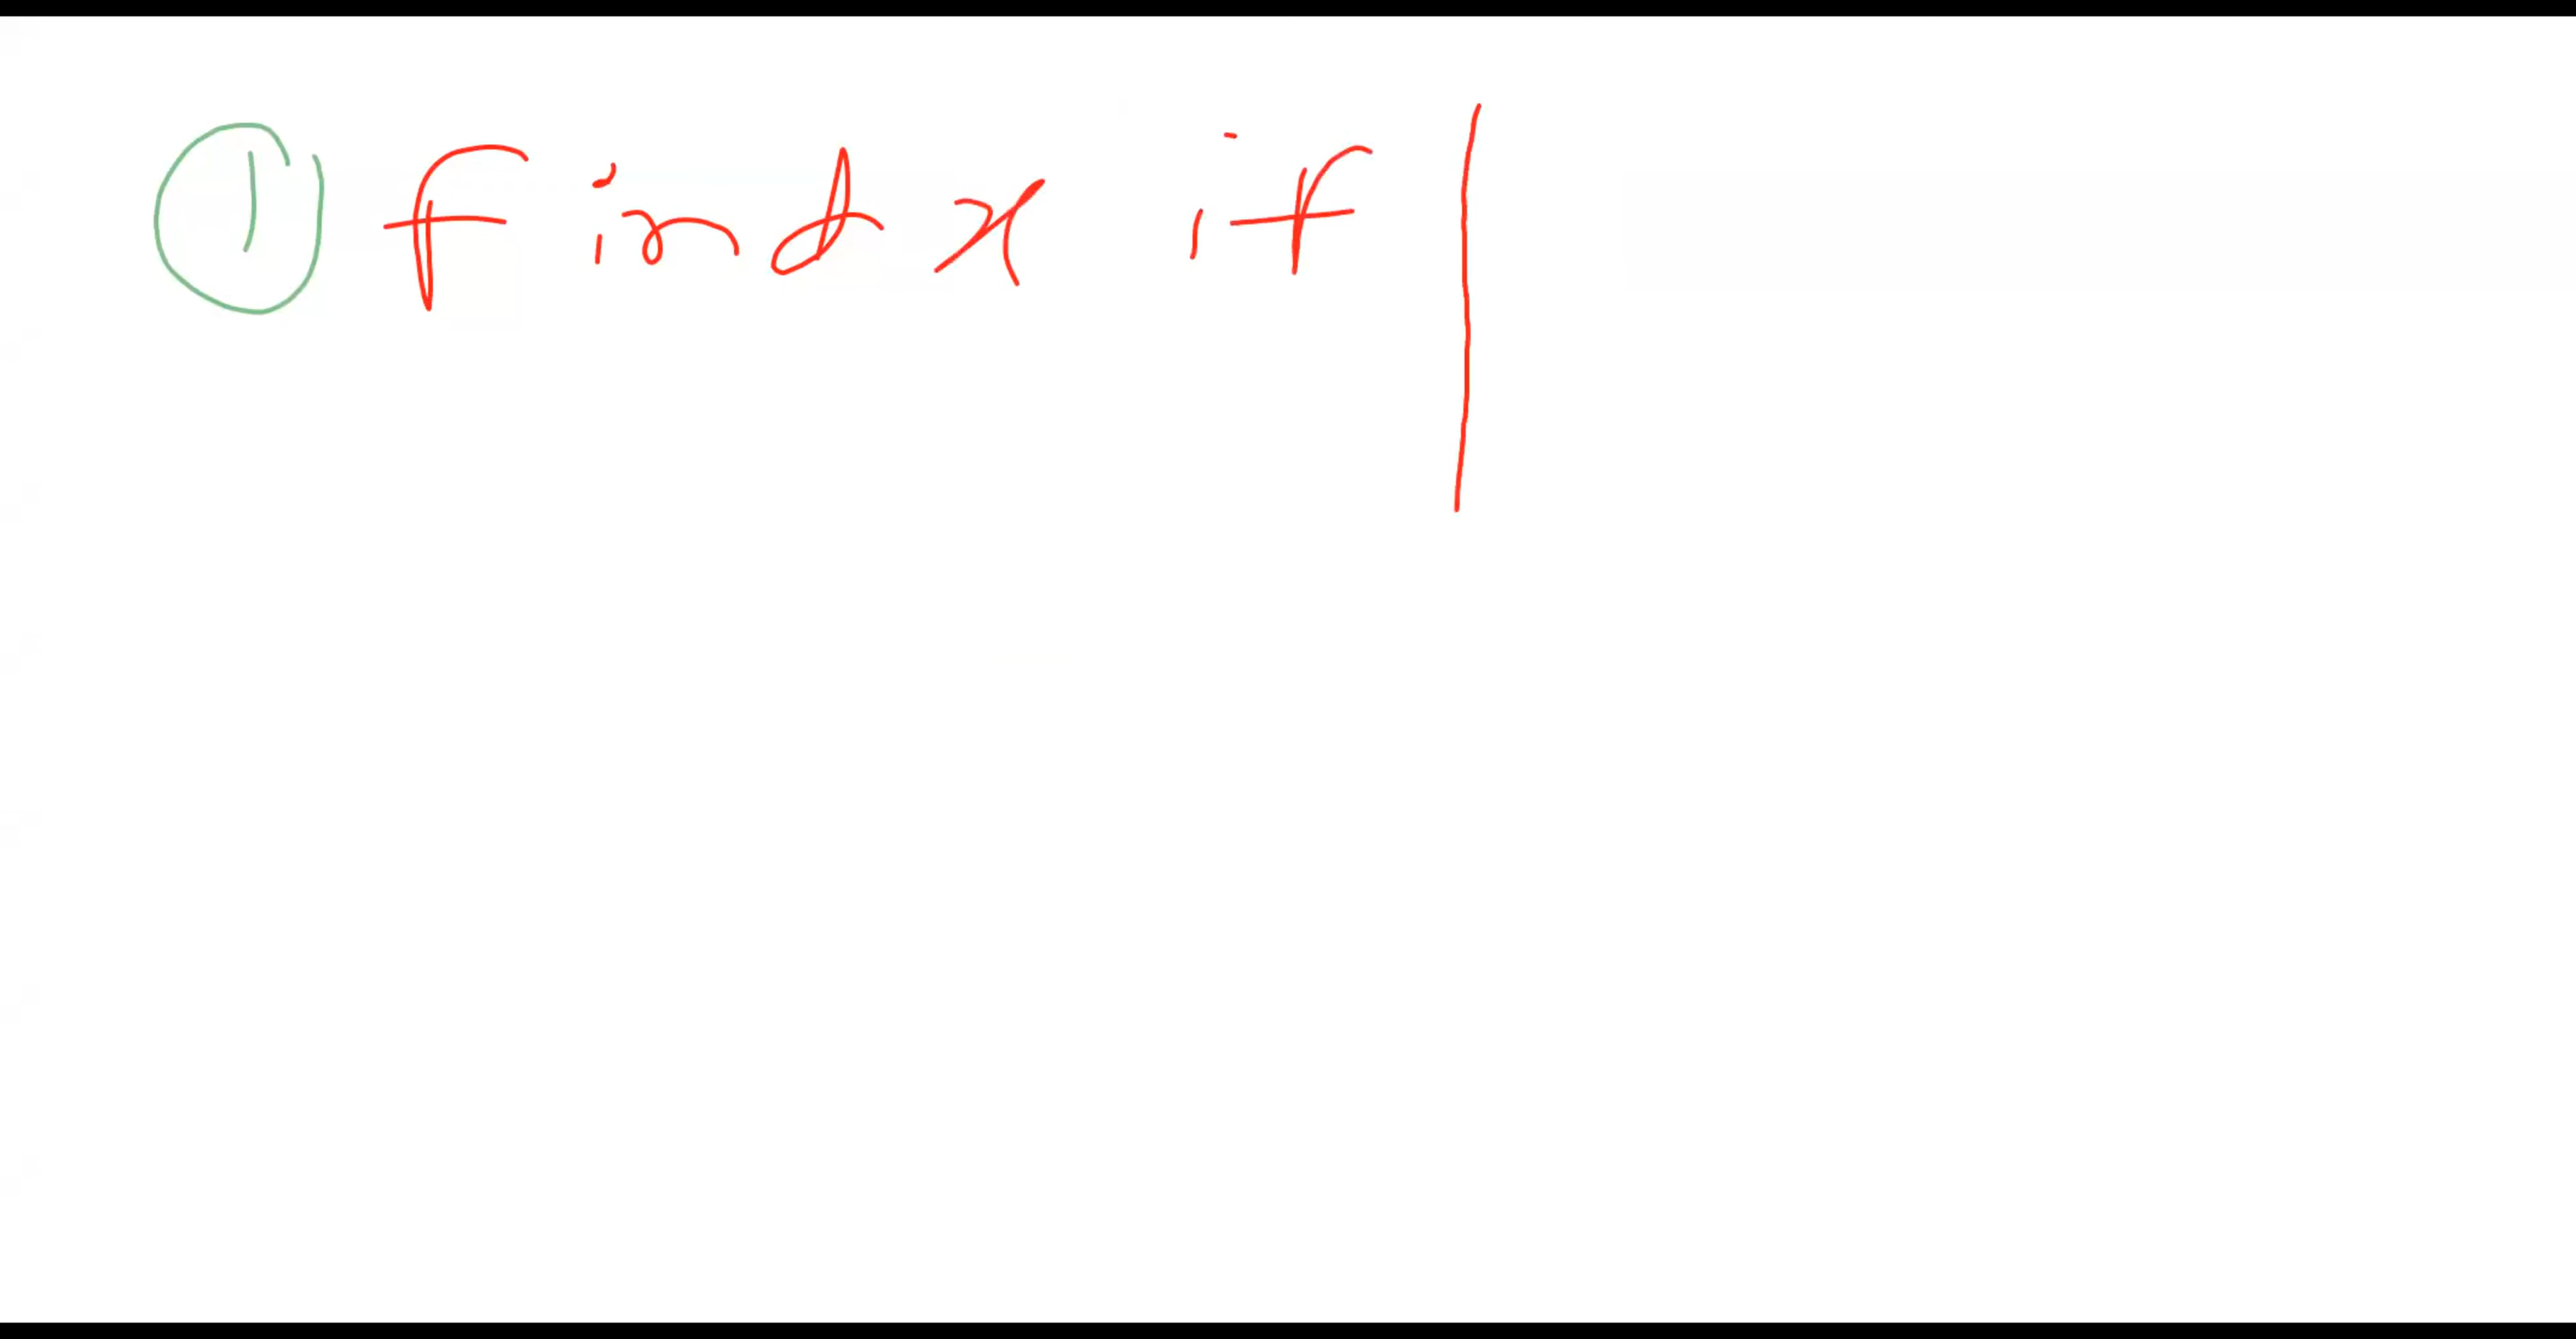 ① Find x if |